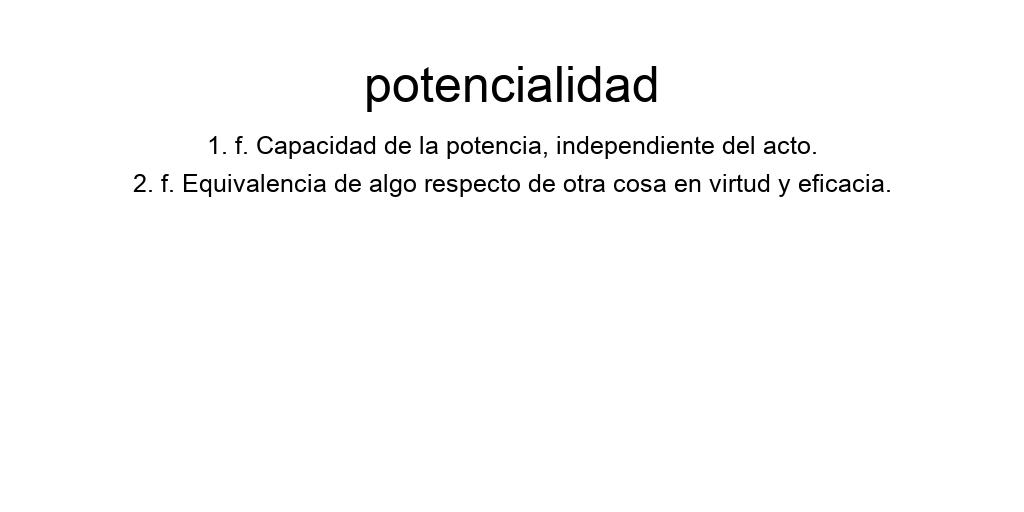 potencialidad
1. f. Capacidad de la potencia, independiente del acto.
2. f. Equivalencia de algo respecto de otra cosa en virtud y eficacia.